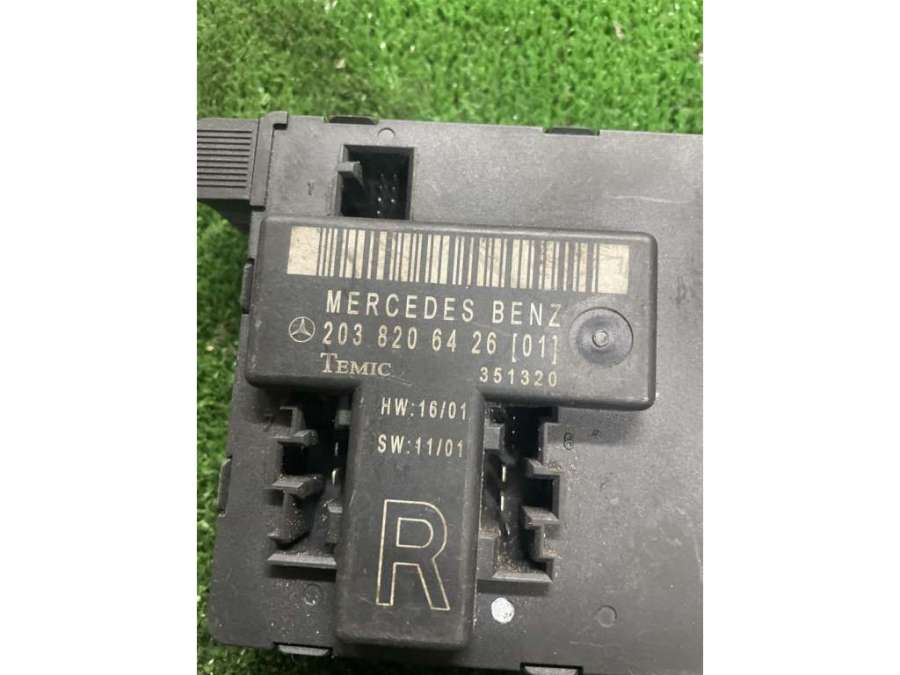 MERCEDES BENZ
203 820 64 26 [01]
TEMIC 351320
HW:16/01
SW:11/01
R